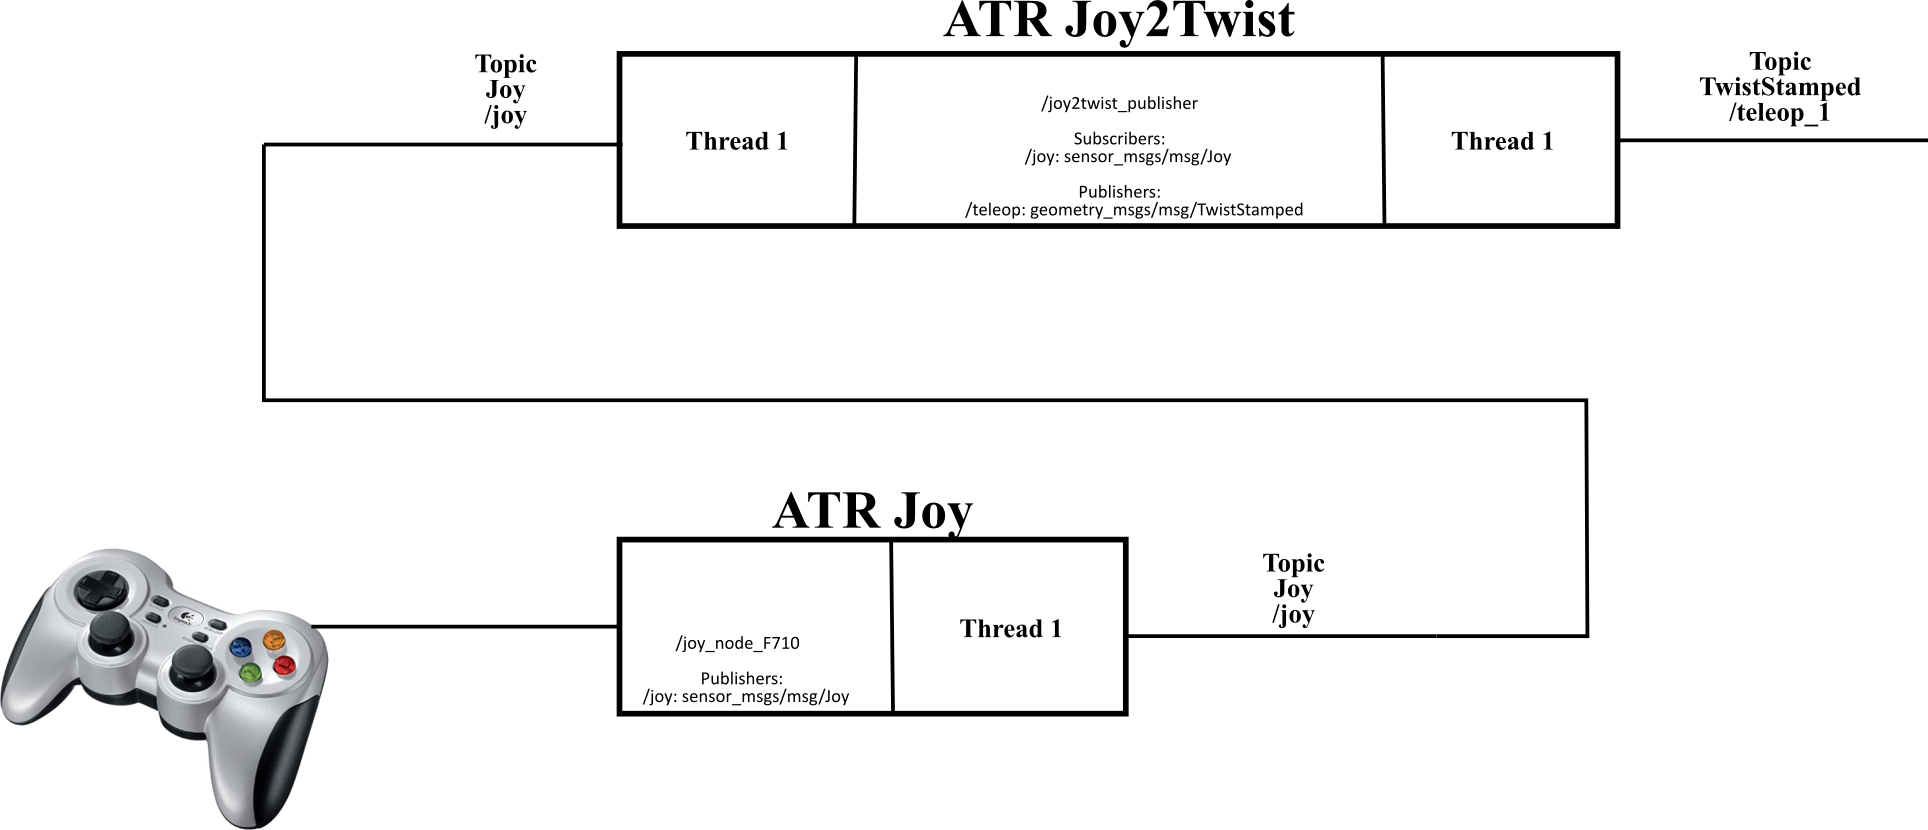 ATR Joy2Twist
Topic
Joy
/joy
Thread 1
/joy2twist_publisher
Subscribers:
/joy: sensor_msgs/msg/Joy
Publishers:
/teleop: geometry_msgs/msg/TwistStamped
Thread 1
Topic
TwistStamped
/teleop_1
ATR Joy
/joy_node_F710
Publishers:
/joy: sensor_msgs/msg/Joy
Thread 1
Topic
Joy
/joy